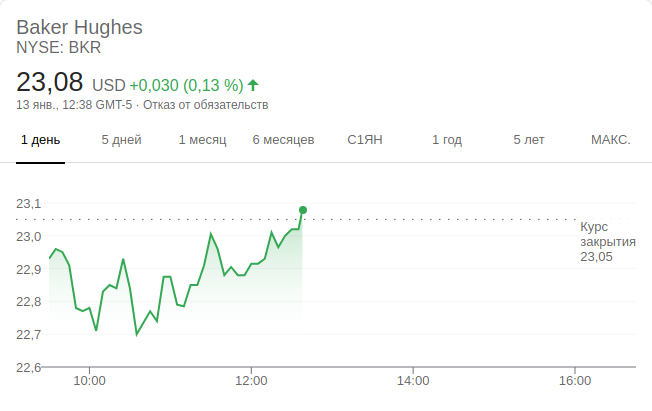 Baker Hughes
NYSE: BKR
23,08 USD +0,030 (0,13 %)
13 янв., 12:38 GMT-5 · Отказ от обязательств
1 день 5 дней 1 месяц 6 месяцев С1ЯН 1 год 5 лет МАКС.
23,1
Курс
закрытия
23,05
23,0
22,9
22,8
22,7
22,6
10:00 12:00 14:00 16:00